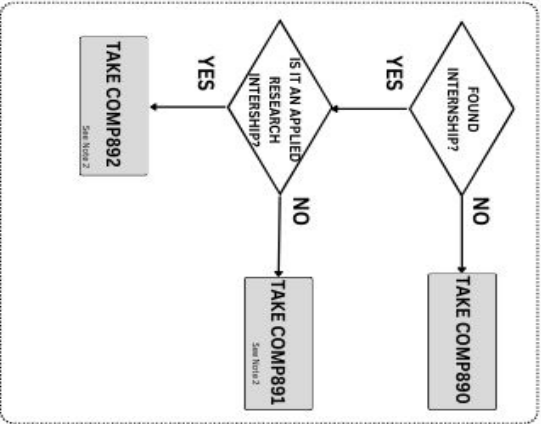 FOUND
INTERNSHIP?
NO
TAKE COMP890
YES
IS IT AN APPLIED
RESEARCH
INTERSHIP?
NO
TAKE COMP891
See Note 2
YES
TAKE COMP892
See Note 2